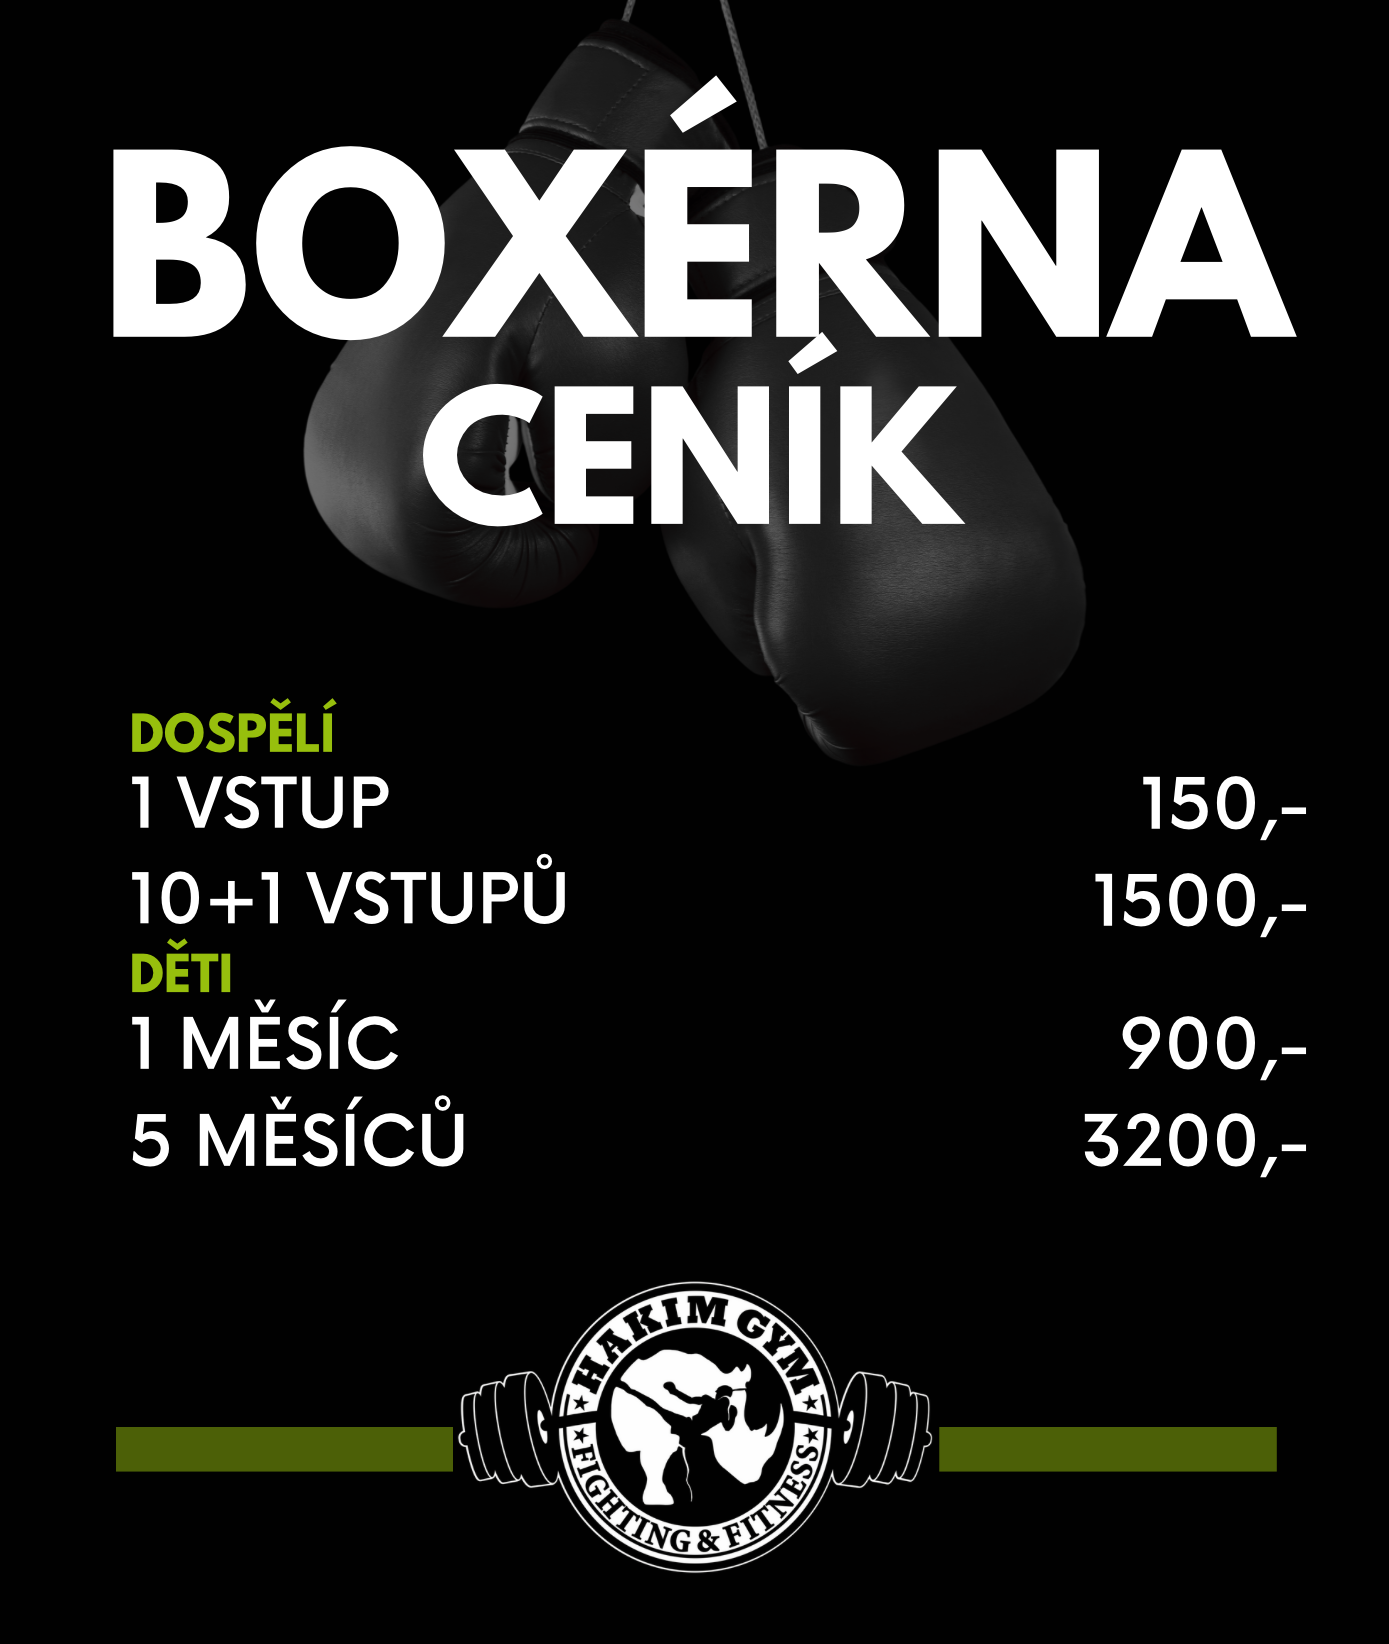 BOXÉRNA
CENÍK
DOSPĚLÍ
1 VSTUP 150,-
10+1 VSTUPŮ 1500,-
DĚTI
1 MĚSÍC 900,-
5 MĚSÍCŮ 3200,-
HAKIM GYM
FIGHTING & FITNESS